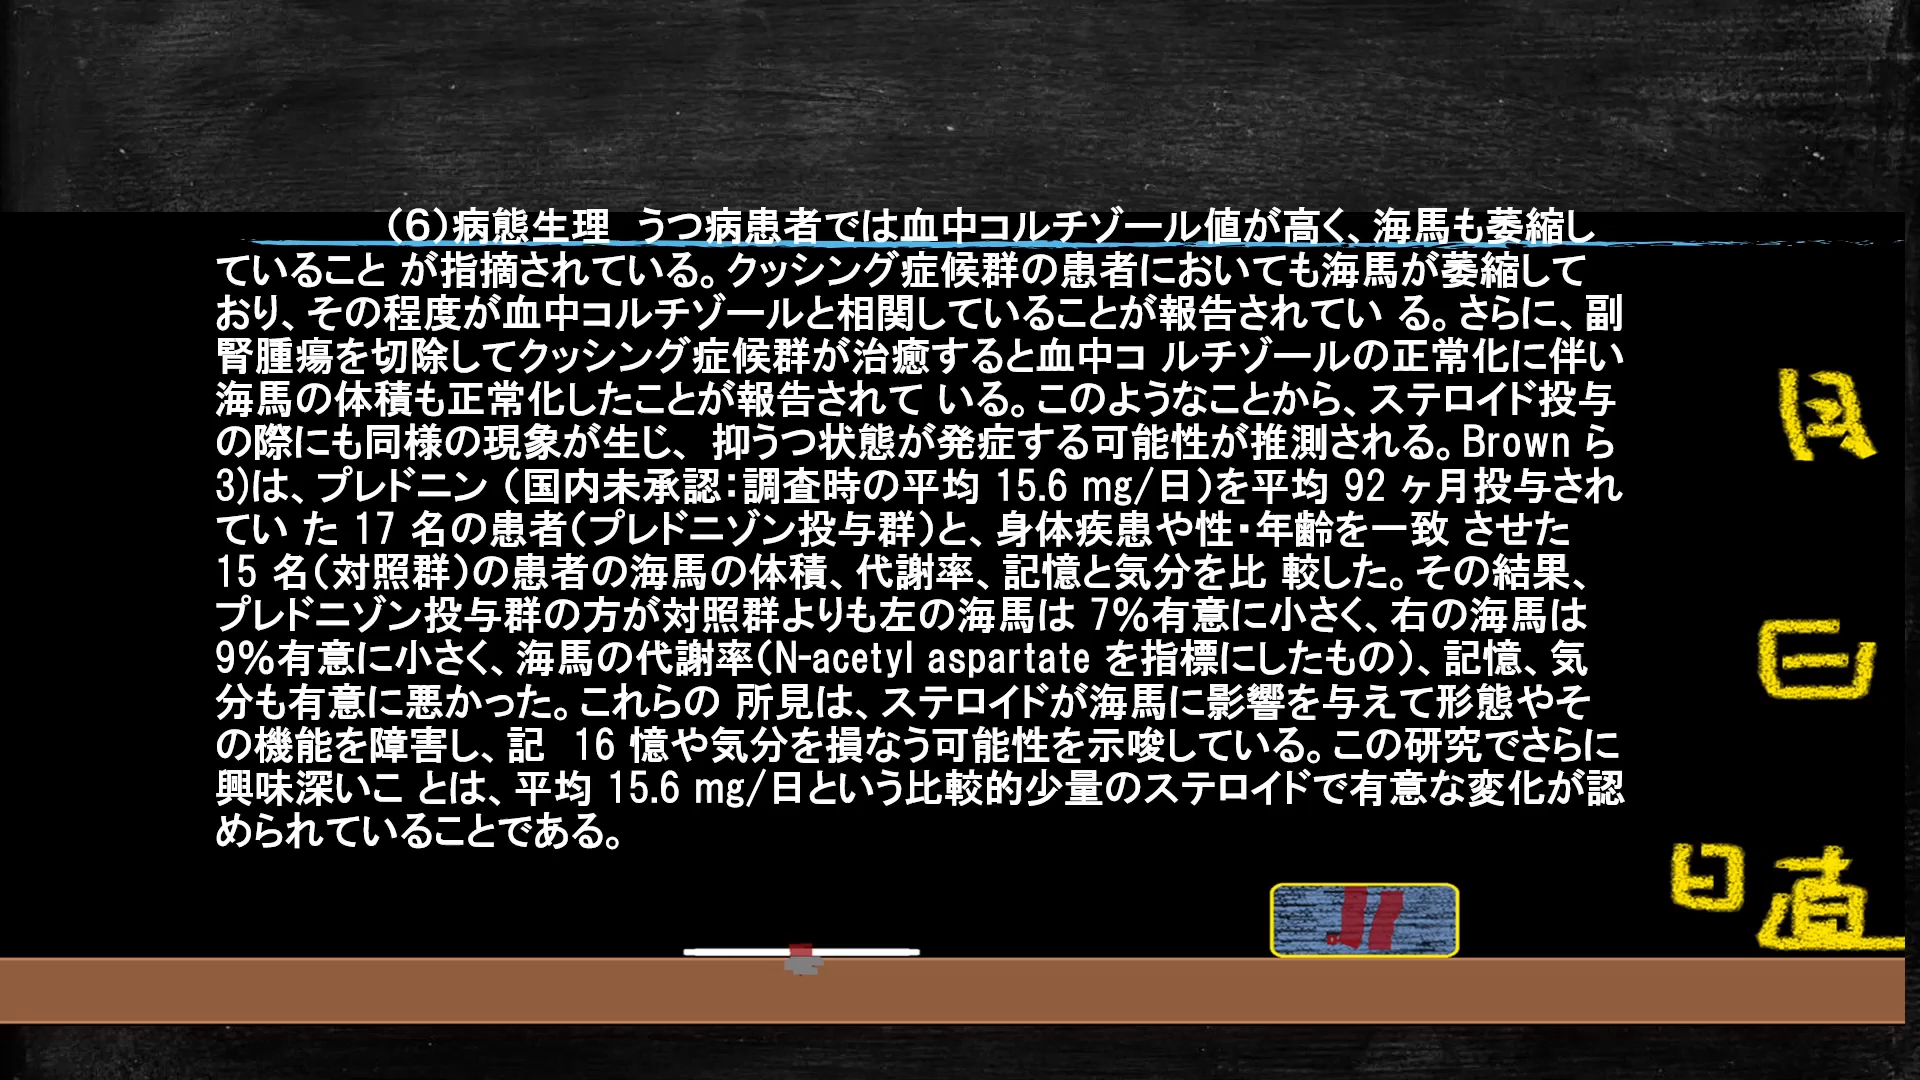 （６）病態生理　うつ病患者では血中コルチゾール値が高く、海馬も萎縮し
ていること が指摘されている。クッシング症候群の患者においても海馬が萎縮して
おり、その程度が血中コルチゾールと相関していることが報告されてい る。さらに、副
腎腫瘍を切除してクッシング症候群が治癒すると血中コ ルチゾールの正常化に伴い
海馬の体積も正常化したことが報告されて いる。このようなことから、ステロイド投与
の際にも同様の現象が生じ、 抑うつ状態が発症する可能性が推測される。Brown ら
3)は、プレドニン （国内未承認：調査時の平均 15.6 mg/日）を平均 92 ヶ月投与され
てい た 17 名の患者（プレドニゾン投与群）と、身体疾患や性・年齢を一致 させた
15 名（対照群）の患者の海馬の体積、代謝率、記憶と気分を比 較した。その結果、
プレドニゾン投与群の方が対照群よりも左の海馬は 7％有意に小さく、右の海馬は
9％有意に小さく、海馬の代謝率（N-acetyl aspartate を指標にしたもの）、記憶、気
分も有意に悪かった。これらの 所見は、ステロイドが海馬に影響を与えて形態やそ
の機能を障害し、記　16 憶や気分を損なう可能性を示唆している。この研究でさらに
興味深いこ とは、平均 15.6 mg/日という比較的少量のステロイドで有意な変化が認
められていることである。
月
日
日直